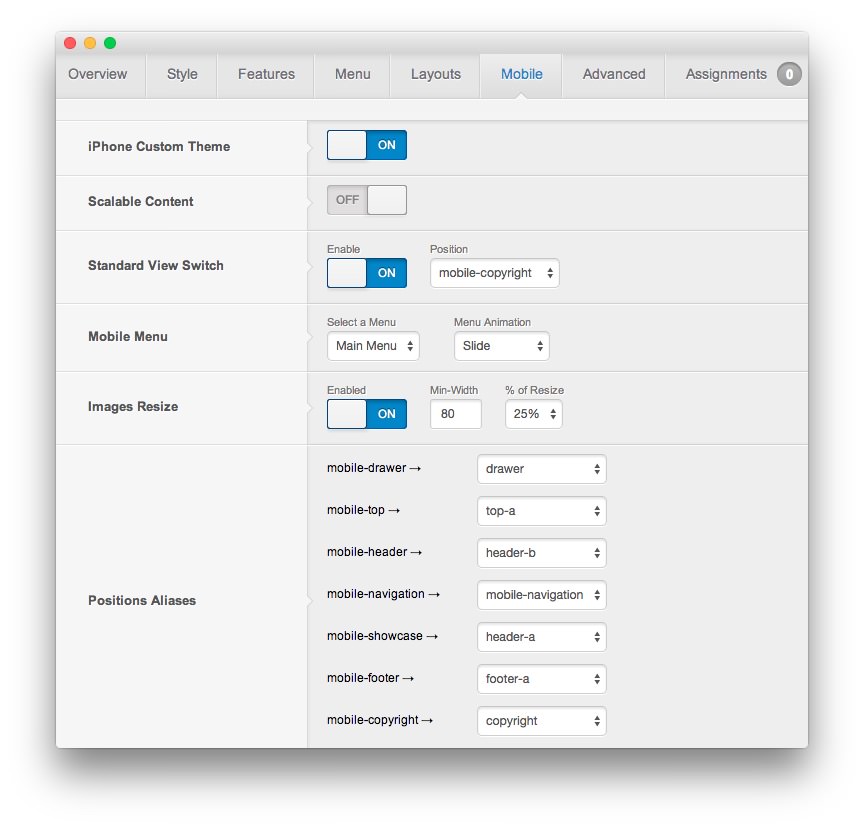 Overview Style Features Menu Layouts Mobile Advanced Assignments 0
iPhone Custom Theme ON
Scalable Content OFF
Enable Position
Standard View Switch ON mobile-copyright
Select a Menu Menu Animation
Mobile Menu Main Menu Slide
Enabled Min-Width % of Resize
Images Resize ON 80 25%
mobile-drawer → drawer
mobile-top → top-a
mobile-header → header-b
mobile-navigation → mobile-navigation
Positions Aliases
mobile-showcase → header-a
mobile-footer → footer-a
mobile-copyright → copyright